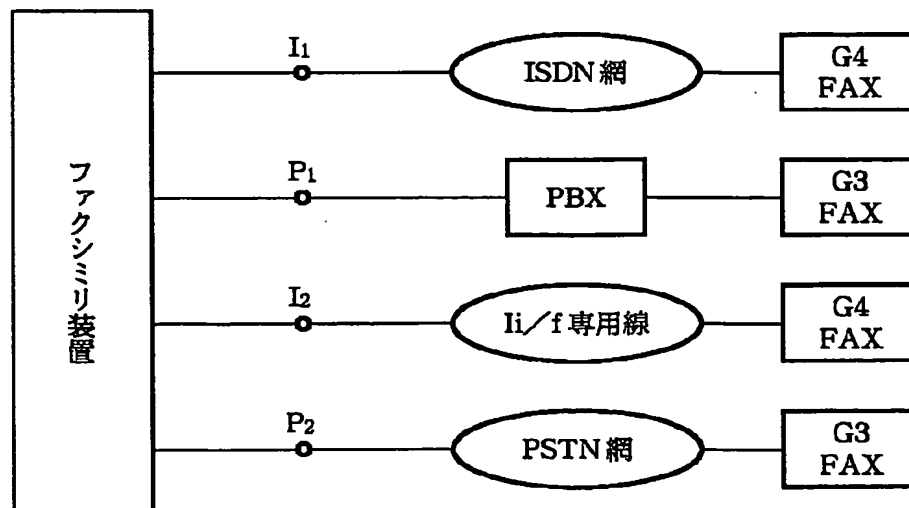 ファクシミリ装置
I1
ISDN網
G4
FAX
P1
PBX
G3
FAX
I2
Ii/f専用線
G4
FAX
P2
PSTN網
G3
FAX